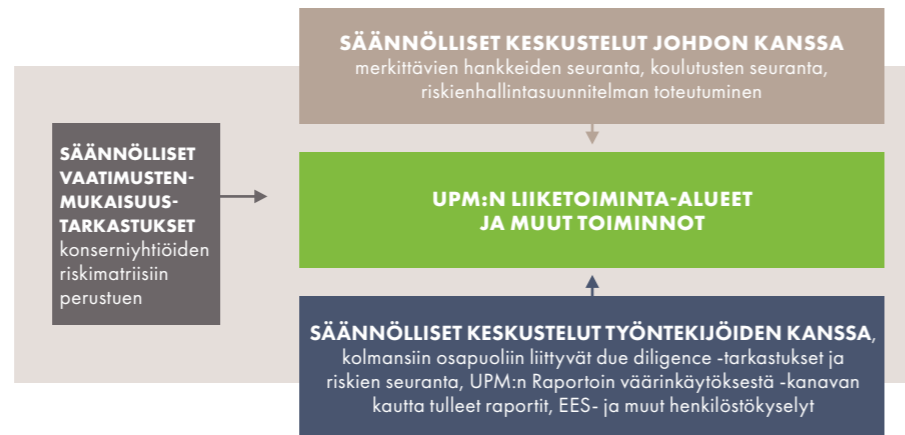 SÄÄNNÖLLISET KESKUSTELUT JOHDON KANSSA
merkittävien hankkeiden seuranta, koulutusten seuranta,
riskienhallintasuunnitelman toteutuminen
SÄÄNNÖLLISET
VAATIMUSTEN-
MUKAISUUS-
TARKASTUKSET
konserniyhtiöiden
riskimatriisiin
perustuen
UPM:N LIIKETOIMINTA-ALUEET
JA MUUT TOIMINNOT
SÄÄNNÖLLISET KESKUSTELUT TYÖNTEKIJÖIDEN KANSSA,
kolmansiin osapuoliin liittyvät due diligence -tarkastukset ja
riskien seuranta, UPM:n Raportoin väärinkäytöksestä -kanavan
kautta tulleet raportit, EES- ja muut henkilöstökyselyt